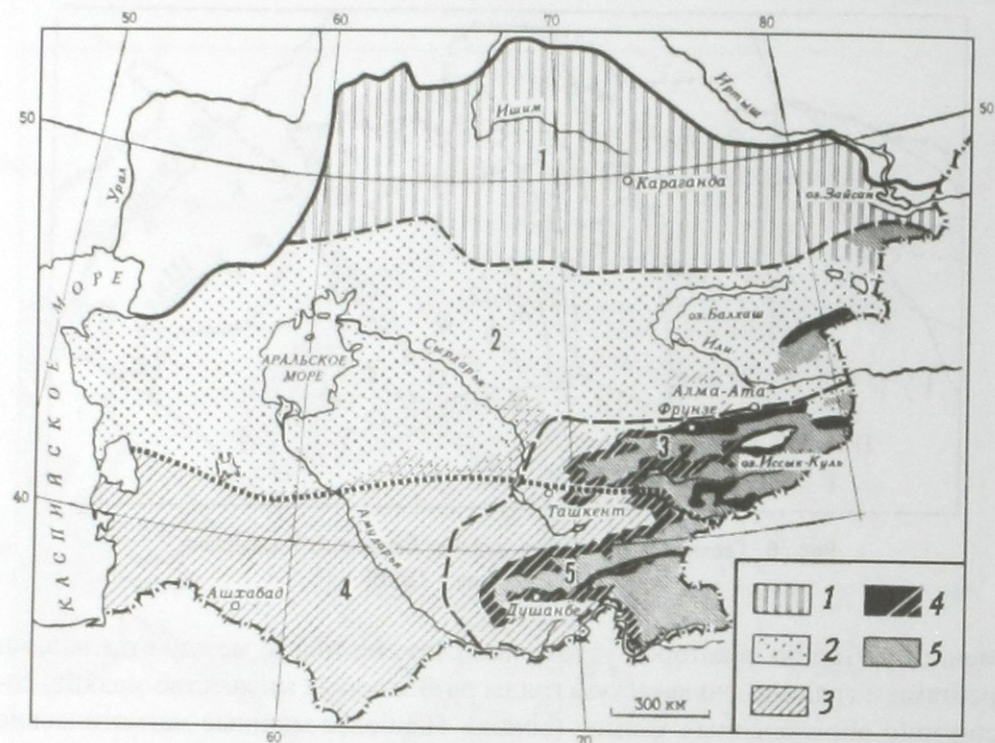 50
60
70
80
50
50
Иртыш
Ишим
1
Урал
Караганда
оз. Зайсан
МОРЕ
оз. Балхаш
2
Или
Сырдарья
АРАЛЬСКОЕ
МОРЕ
Алма-Ата
Фрунзе
3
оз. Иссык-Куль
КАСПИЙСКОЕ
40
Ташкент
Амударья
5
4
Ашхабад
Душанбе
1
4
2
5
3
300 км
60
70